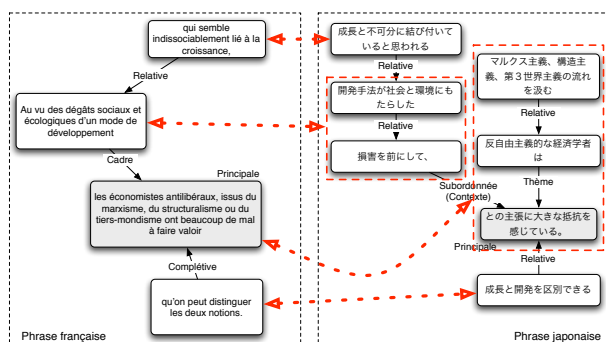 qui semble
indissociablement lié à la
croissance,
Relative
Au vu des dégâts sociaux et
écologiques d'un mode de
développement
Cadre
Principale
les économistes antilibéraux, issus du
marxisme, du structuralisme ou du
tiers-mondisme ont beaucoup de mal
à faire valoir
Complétive
qu'on peut distinguer
les deux notions.
Phrase française
成長と不可分に結び付いて
いると思われる
Relative
開発手法が社会と環境にも
たらした
Relative
損害を前にして、
Subordonnée
(Contexte)
マルクス主義、構造主
義、第３世界主義の流れ
を汲む
Relative
反自由主義的な経済学者
は
Thème
との主張に大きな抵抗を
感じている。
Principale
Relative
成長と開発を区別できる
Phrase japonaise